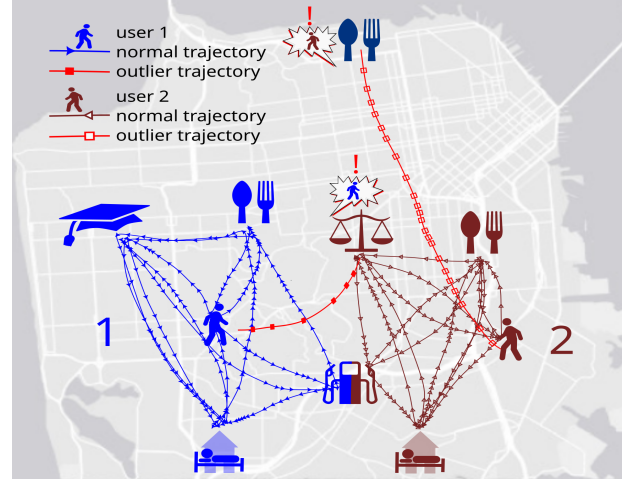 !
user 1
normal trajectory
outlier trajectory
user 2
normal trajectory
outlier trajectory
!
1
2